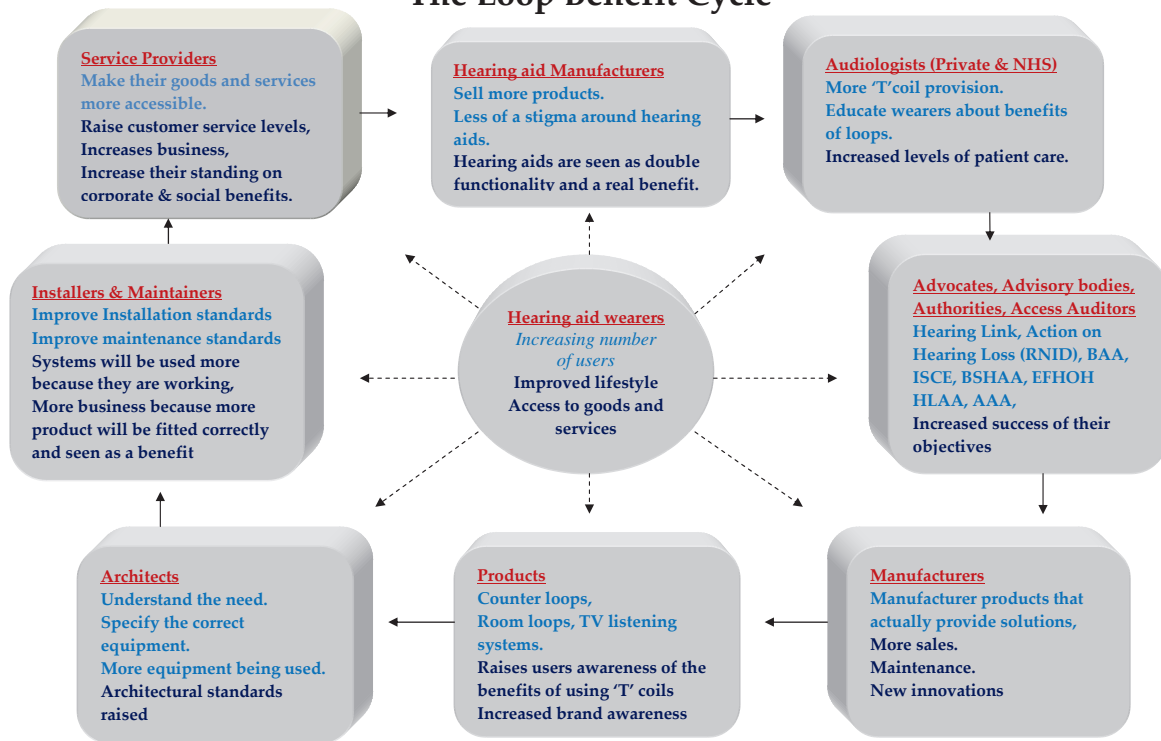 The Loop Benefit Cycle
Service Providers
Make their goods and services
more accessible.
Raise customer service levels,
Increases business,
Increase their standing on
corporate & social benefits.
Hearing aid Manufacturers
Sell more products.
Less of a stigma around hearing
aids.
Hearing aids are seen as double
functionality and a real benefit.
Audiologists (Private & NHS)
More ‘T’coil provision.
Educate wearers about benefits
of loops.
Increased levels of patient care.
Installers & Maintainers
Improve Installation standards
Improve maintenance standards
Systems will be used more
because they are working,
More business because more
product will be fitted correctly
and seen as a benefit
Hearing aid wearers
Increasing number
of users
Improved lifestyle
Access to goods and
services
Advocates, Advisory bodies,
Authorities, Access Auditors
Hearing Link, Action on
Hearing Loss (RNID), BAA,
ISCE, BSHAA, EFHOH
HLAA, AAA,
Increased success of their
objectives
Architects
Understand the need.
Specify the correct
equipment.
More equipment being used.
Architectural standards
raised
Products
Counter loops,
Room loops, TV listening
systems.
Raises users awareness of the
benefits of using ‘T’ coils
Increased brand awareness
Manufacturers
Manufacturer products that
actually provide solutions,
More sales.
Maintenance.
New innovations